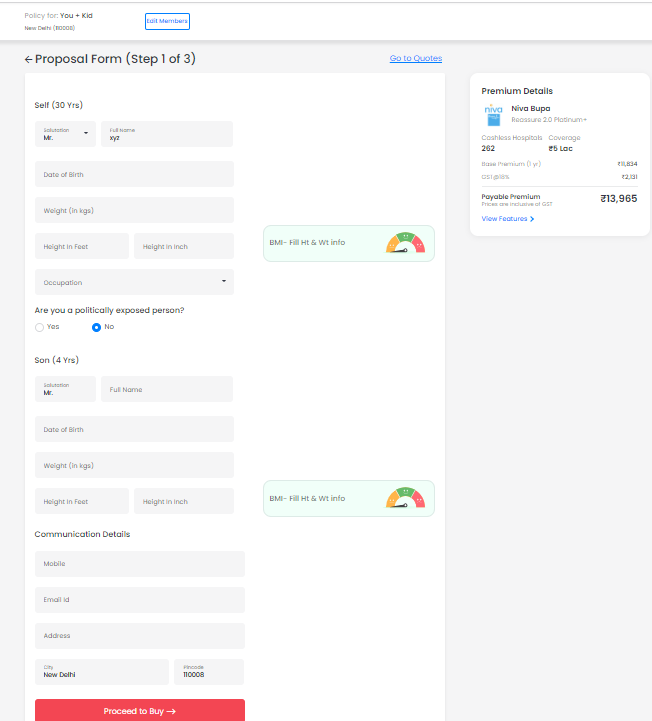 Policy for: You + Kid
New Delhi (110008)
Edit Members
← Proposal Form (Step 1 of 3)
Go to Quotes
Self (30 Yrs)
Salutation
Mr.
Full Name
xyz
Date of Birth
Weight (in kgs)
Height In Feet
Height In Inch
BMI- Fill Ht & Wt info
Occupation
Are you a politically exposed person?
Yes
No
Son (4 Yrs)
Salutation
Mr.
Full Name
Date of Birth
Weight (in kgs)
Height In Feet
Height In Inch
BMI- Fill Ht & Wt info
Communication Details
Mobile
Email Id
Address
City
New Delhi
Pincode
110008
Proceed to Buy →
Premium Details
niva
Niva Bupa
Reassure 2.0 Platinum+
Cashless Hospitals
262
Coverage
₹5 Lac
Base Premium (1 yr)
₹11,834
GST@18%
₹2,131
Payable Premium
Prices are inclusive of GST
₹13,965
View Features >